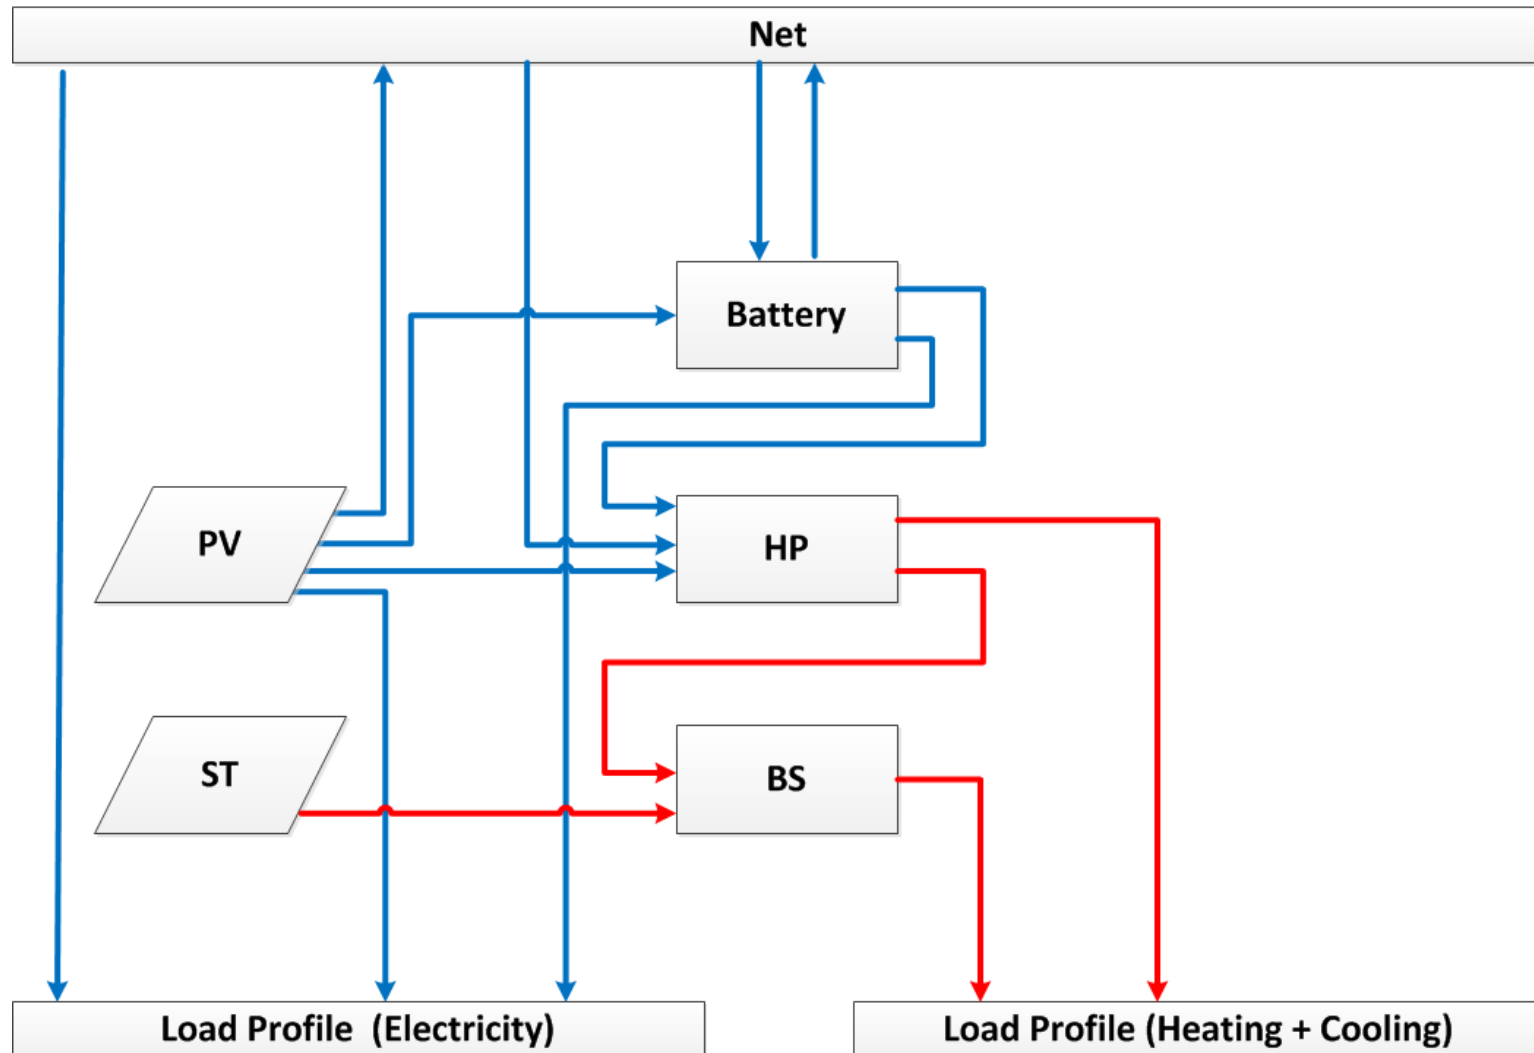 Net
Battery
PV
HP
ST
BS
Load Profile  (Electricity)
Load Profile (Heating + Cooling)